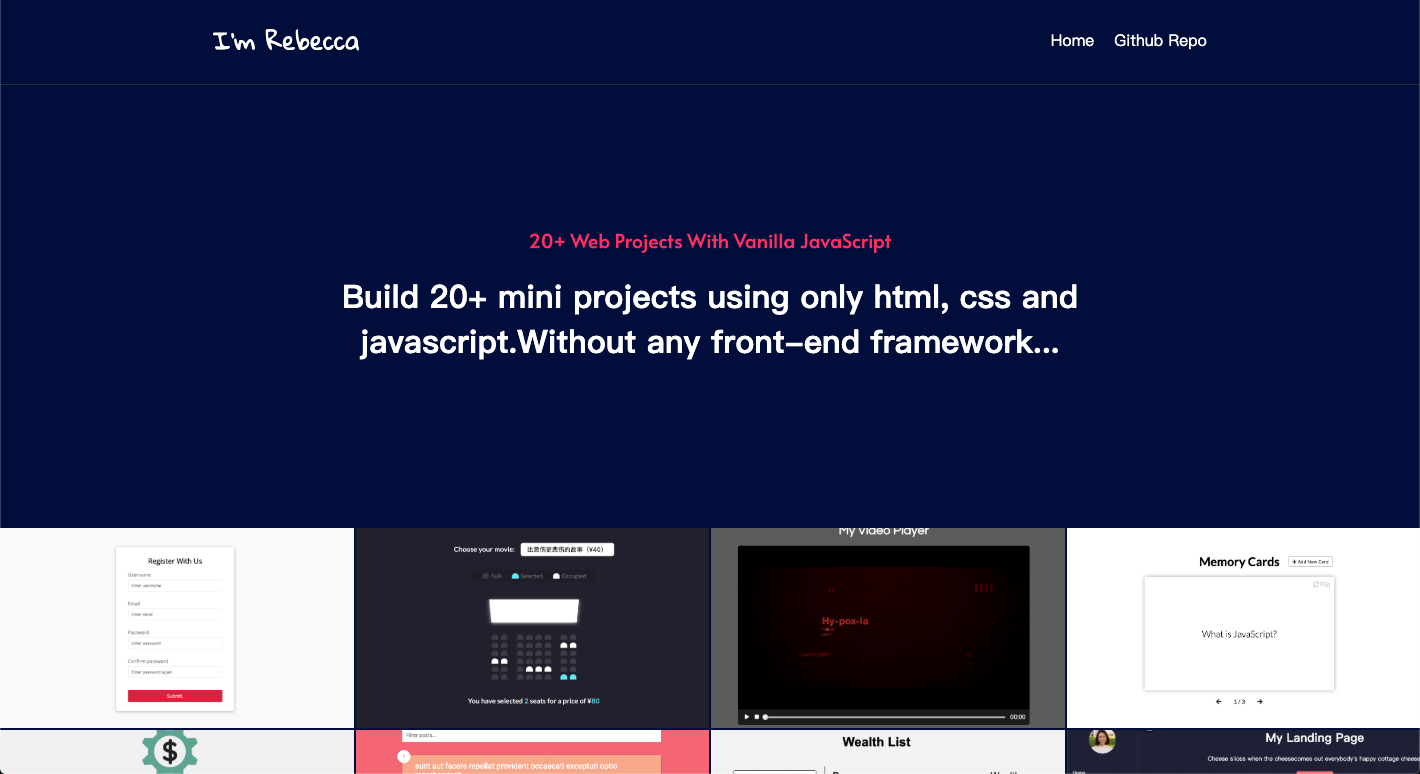 I'm Rebecca
Home
Github Repo
20+ Web Projects With Vanilla JavaScript
Build 20+ mini projects using only html, css and
javascript.Without any front-end framework...
Register With Us
Username
Enter username
Email
Enter email
Password
Enter password
Confirm password
Enter password again
Submit
Choose your movie:
比悲伤更悲伤的故事（¥40）
N/A
Selected
Occupied
You have selected 2 seats for a price of ¥80
My Video Player
Hy-pox-ia
00:00
Memory Cards
+ Add New Card
Flip
What is JavaScript?
1/3
$
Filter posts...
sunt aut facere repellat provident occaecati excepturi optio
Wealth List
My Landing Page
Cheese slices when the cheesecomes out everybody's happy cottage cheese
Home